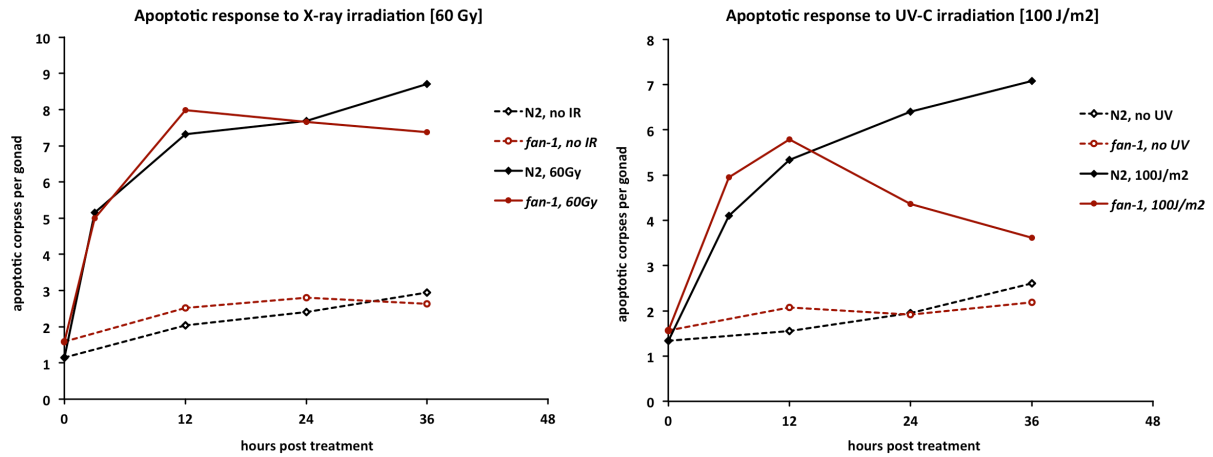 Apoptotic response to X-ray irradiation [60 Gy]
apoptotic corpses per gonad
10
9
8
7
6
5
4
3
2
1
0
0 12 24 36 48
hours post treatment
N2, no IR
fan-1, no IR
N2, 60Gy
fan-1, 60Gy
Apoptotic response to UV-C irradiation [100 J/m2]
apoptotic corpses per gonad
8
7
6
5
4
3
2
1
0
0 12 24 36 48
hours post treatment
N2, no UV
fan-1, no UV
N2, 100J/m2
fan-1, 100J/m2